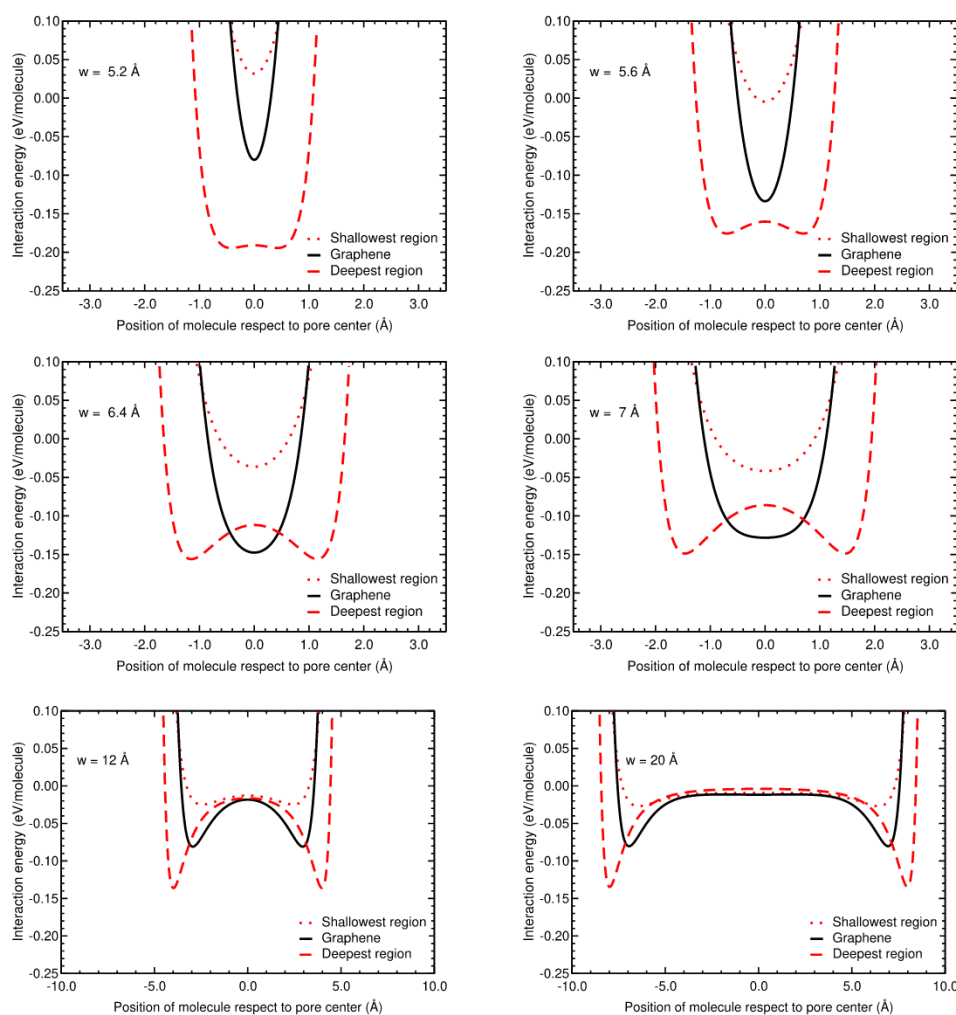 0.10
0.05
0.00
-0.05
-0.10
-0.15
-0.20
-0.25
Interaction energy (eV/molecule)
w = 5.2 Å
Shallowest region
Graphene
Deepest region
-3.0 -2.0 -1.0 0.0 1.0 2.0 3.0
Position of molecule respect to pore center (Å)
0.10
0.05
0.00
-0.05
-0.10
-0.15
-0.20
-0.25
Interaction energy (eV/molecule)
w = 5.6 Å
Shallowest region
Graphene
Deepest region
-3.0 -2.0 -1.0 0.0 1.0 2.0 3.0
Position of molecule respect to pore center (Å)
0.10
0.05
0.00
-0.05
-0.10
-0.15
-0.20
-0.25
Interaction energy (eV/molecule)
w = 6.4 Å
Shallowest region
Graphene
Deepest region
-3.0 -2.0 -1.0 0.0 1.0 2.0 3.0
Position of molecule respect to pore center (Å)
0.10
0.05
0.00
-0.05
-0.10
-0.15
-0.20
-0.25
Interaction energy (eV/molecule)
w = 7 Å
Shallowest region
Graphene
Deepest region
-3.0 -2.0 -1.0 0.0 1.0 2.0 3.0
Position of molecule respect to pore center (Å)
0.10
0.05
0.00
-0.05
-0.10
-0.15
-0.20
-0.25
Interaction energy (eV/molecule)
w = 12 Å
Shallowest region
Graphene
Deepest region
-10.0 -5.0 0.0 5.0 10.0
Position of molecule respect to pore center (Å)
0.10
0.05
0.00
-0.05
-0.10
-0.15
-0.20
-0.25
Interaction energy (eV/molecule)
w = 20 Å
Shallowest region
Graphene
Deepest region
-10.0 -5.0 0.0 5.0 10.0
Position of molecule respect to pore center (Å)